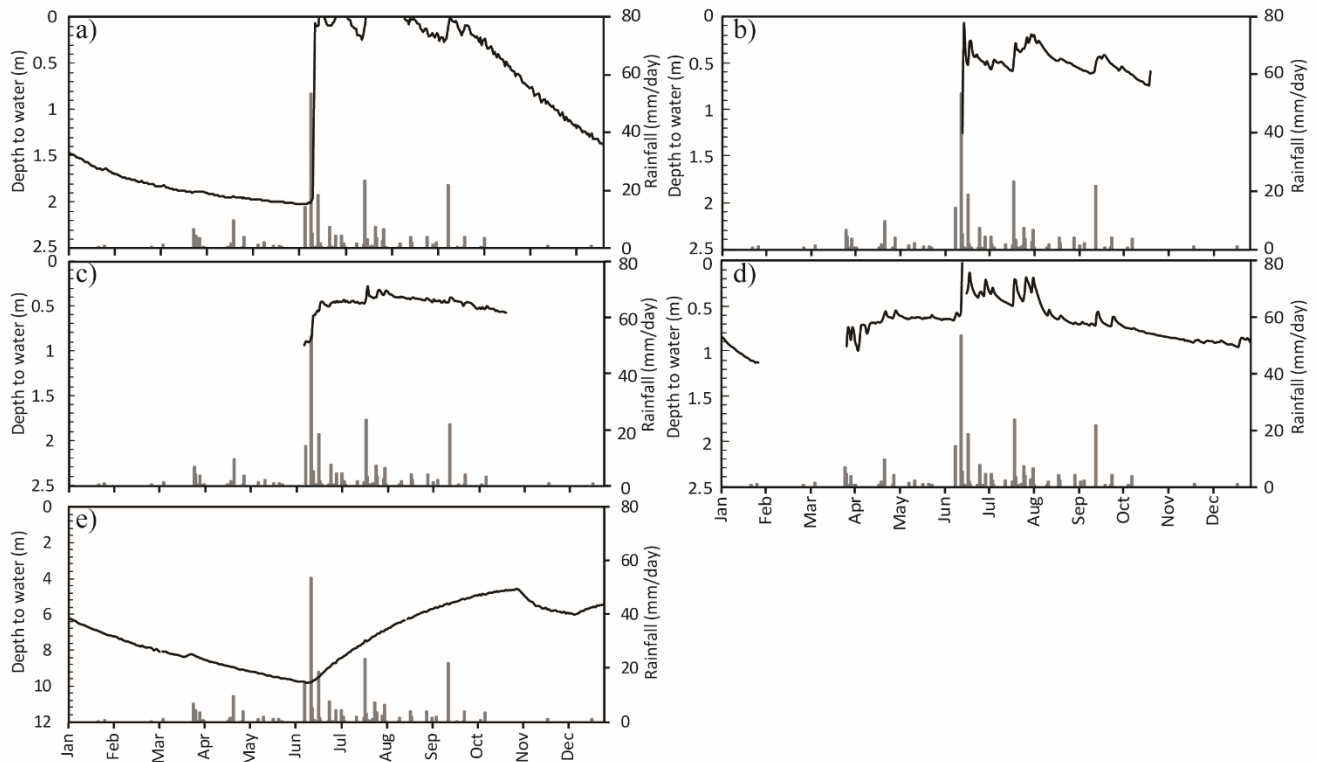 a)
Depth to water (m)
0
0.5
1
1.5
2
2.5
80
60
40
20
0
Rainfall (mm/day)
b)
Depth to water (m)
0
0.5
1
1.5
2
2.5
80
60
40
20
0
Rainfall (mm/day)
c)
Depth to water (m)
0.5
1
1.5
2
2.5
80
60
40
20
0
Rainfall (mm/day)
d)
Depth to water (m)
0
0.5
1
1.5
2
2.5
80
60
40
20
0
Rainfall (mm/day)
Jan
Feb
Mar
Apr
May
Jun
Jul
Aug
Sep
Oct
Nov
Dec
e)
Depth to water (m)
0
2
4
6
8
10
12
80
60
40
20
0
Rainfall (mm/day)
Jan
Feb
Mar
Apr
May
Jun
Jul
Aug
Sep
Oct
Nov
Dec